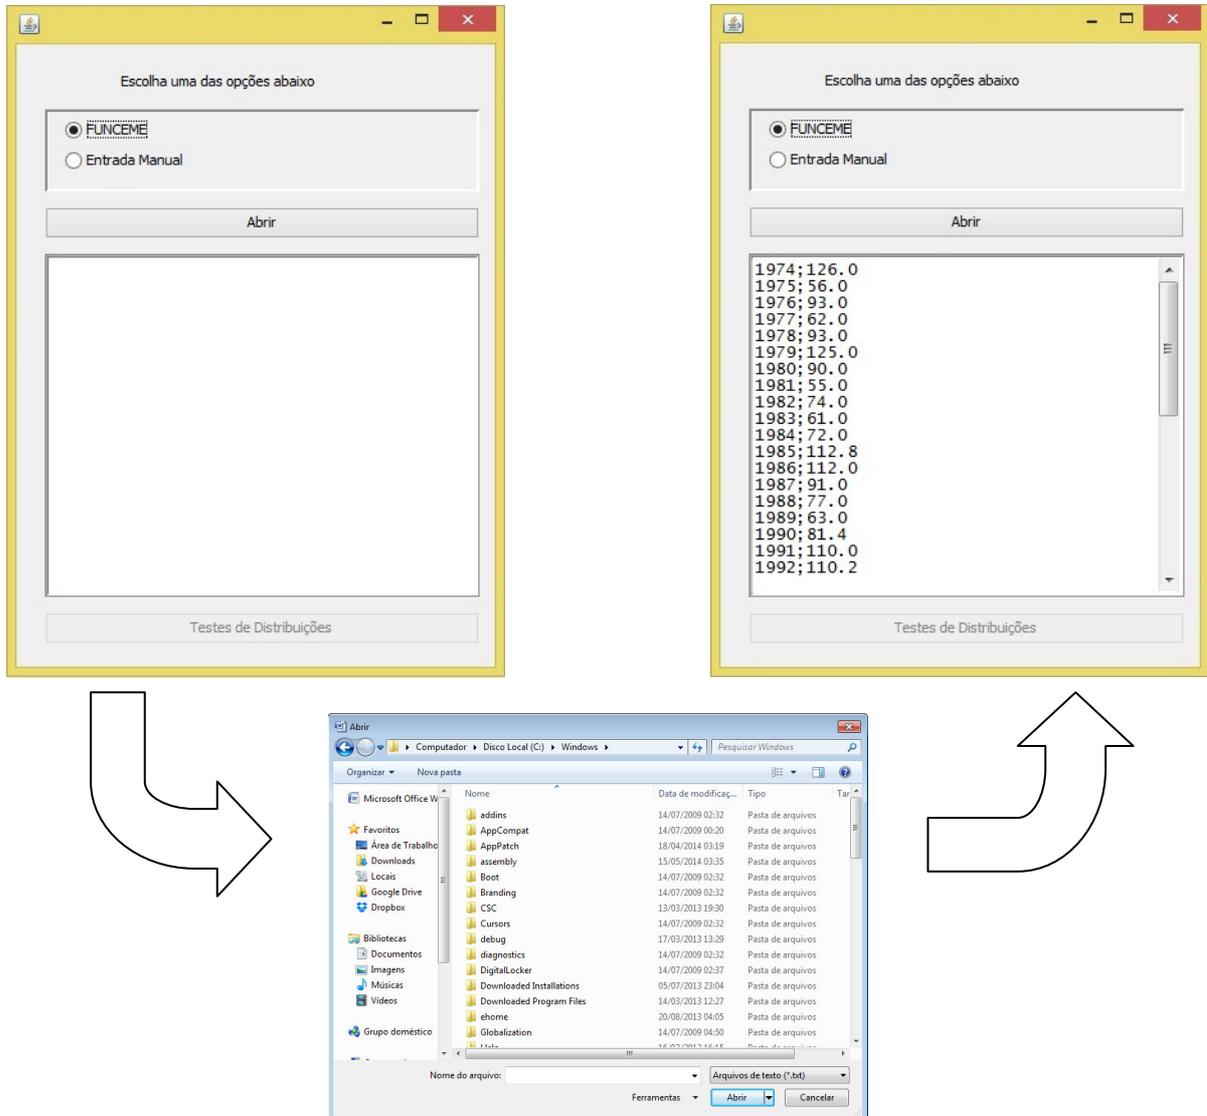 Escolha uma das opções abaixo
FUNCEME
Entrada Manual
Abrir
Testes de Distribuições
Escolha uma das opções abaixo
FUNCEME
Entrada Manual
Abrir
1974;126.0
1975;56.0
1976;93.0
1977;62.0
1978;93.0
1979;125.0
1980;90.0
1981;55.0
1982;74.0
1983;61.0
1984;72.0
1985;112.8
1986;112.0
1987;91.0
1988;77.0
1989;63.0
1990;81.4
1991;110.0
1992;110.2
Testes de Distribuições
Abrir
Computador Disco Local (C:) Windows
Pesquisar Windows
Organizar Nova pasta
Microsoft Office W
Favoritos
Área de Trabalho
Downloads
Locais
Google Drive
Dropbox
Bibliotecas
Documentos
Imagens
Músicas
Vídeos
Grupo doméstico
Nome Data de modificaç... Tipo Tar
addins 14/07/2009 02:32 Pasta de arquivos
AppCompat 14/07/2009 00:20 Pasta de arquivos
AppPatch 18/04/2014 03:19 Pasta de arquivos
assembly 15/05/2014 03:35 Pasta de arquivos
Boot 14/07/2009 02:32 Pasta de arquivos
Branding 14/07/2009 02:32 Pasta de arquivos
CSC 13/03/2013 19:30 Pasta de arquivos
Cursors 14/07/2009 02:32 Pasta de arquivos
debug 17/03/2013 13:29 Pasta de arquivos
diagnostics 14/07/2009 02:32 Pasta de arquivos
DigitalLocker 14/07/2009 02:37 Pasta de arquivos
Downloaded Installations 05/07/2013 23:04 Pasta de arquivos
Downloaded Program Files 14/03/2013 12:27 Pasta de arquivos
ehome 20/08/2013 04:05 Pasta de arquivos
Globalization 14/07/2009 04:50 Pasta de arquivos
Nome do arquivo:
Arquivos de texto (*.txt)
Ferramentas Abrir Cancelar